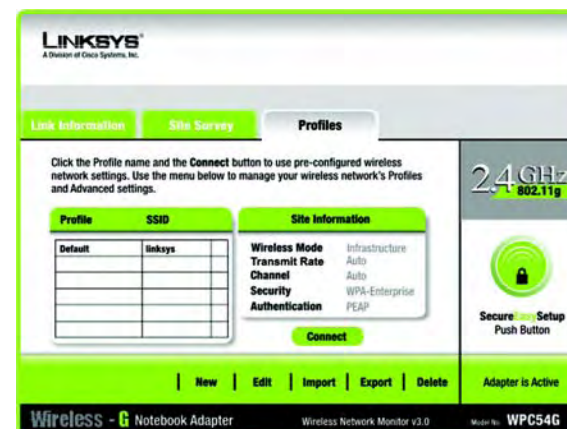 LINKSYS®
A Division of Cisco Systems, Inc.
Link Information Site Survey Profiles
Click the Profile name and the Connect button to use pre-configured wireless
network settings. Use the menu below to manage your wireless network's Profiles
and Advanced settings.
Profile SSID
Default linksys
Site Information
Wireless Mode Infrastructure
Transmit Rate Auto
Channel Auto
Security WPA-Enterprise
Authentication PEAP
Connect
2.4 GHz
802.11g
SecureEasySetup
Push Button
New Edit Import Export Delete
Adapter is Active
Wireless - G Notebook Adapter Wireless Network Monitor v3.0 Model No. WPC54G